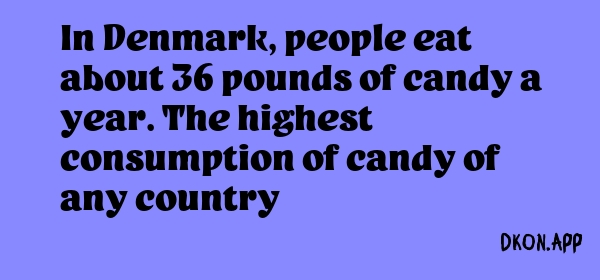 In Denmark, people eat
about 36 pounds of candy a
year. The highest
consumption of candy of
any country
DKON.APP